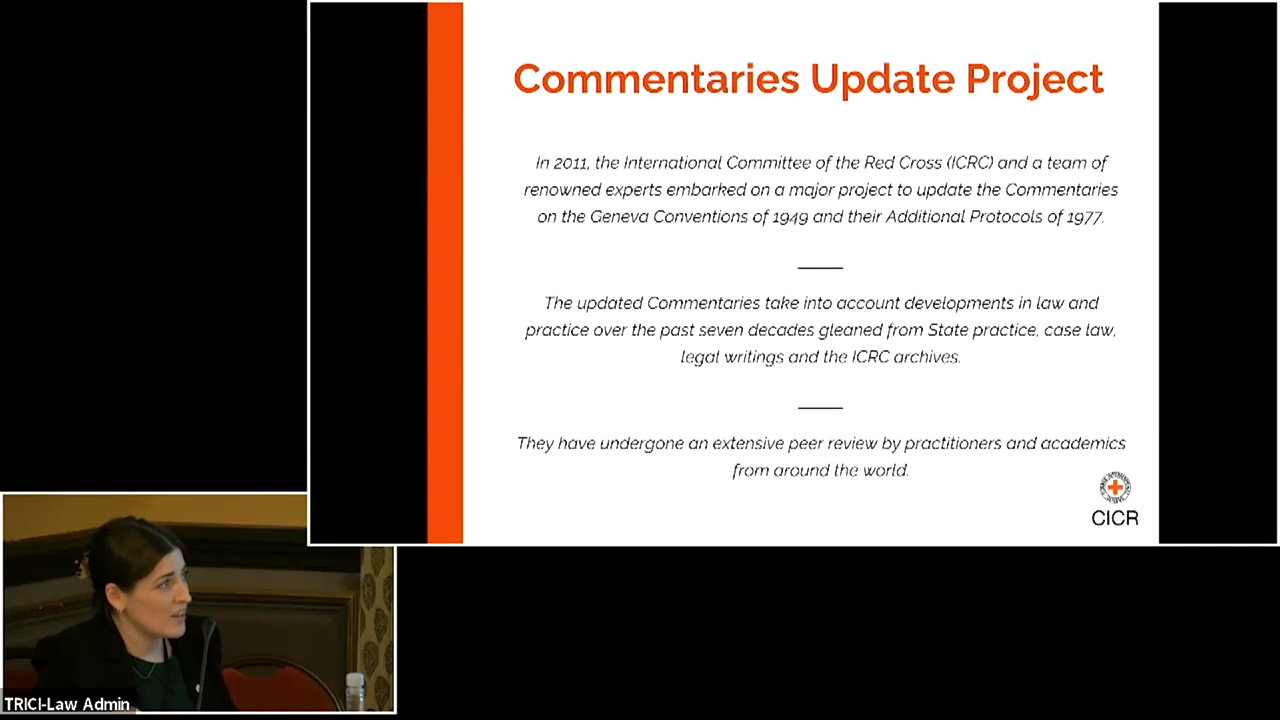 Commentaries Update Project
In 2011, the International Committee of the Red Cross (ICRC) and a team of
renowned experts embarked on a major project to update the Commentaries
on the Geneva Conventions of 1949 and their Additional Protocols of 1977.
The updated Commentaries take into account developments in law and
practice over the past seven decades gleaned from State practice, case law,
legal writings and the ICRC archives.
They have undergone an extensive peer review by practitioners and academics
from around the world.
CICR
TRICI-Law Admin